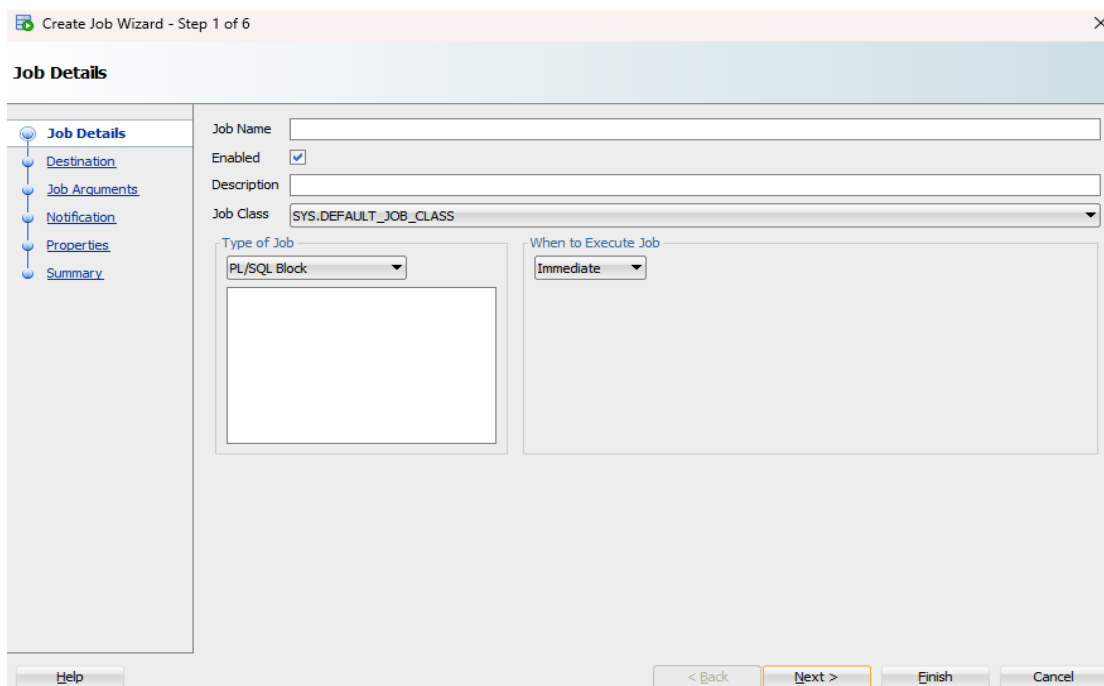 Create Job Wizard - Step 1 of 6
Job Details
Job Details
Destination
Job Arguments
Notification
Properties
Summary
Job Name
Enabled
Description
Job Class SYS.DEFAULT_JOB_CLASS
Type of Job
PL/SQL Block
When to Execute Job
Immediate
Help
< Back
Next >
Finish
Cancel